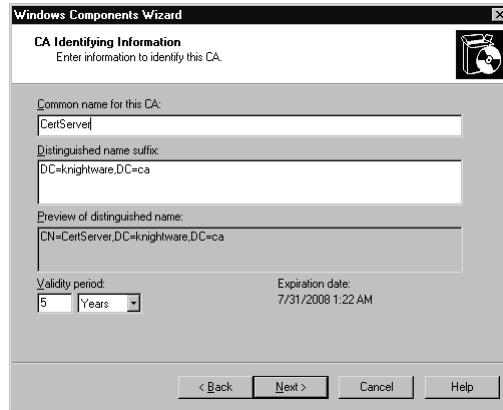 Windows Components Wizard
CA Identifying Information
Enter information to identify this CA.
Common name for this CA:
CertServer
Distinguished name suffix:
DC=knightware,DC=ca
Preview of distinguished name:
CN=CertServer,DC=knightware,DC=ca
Validity period:
Expiration date:
5 Years
7/31/2008 1:22 AM
< Back Next > Cancel Help